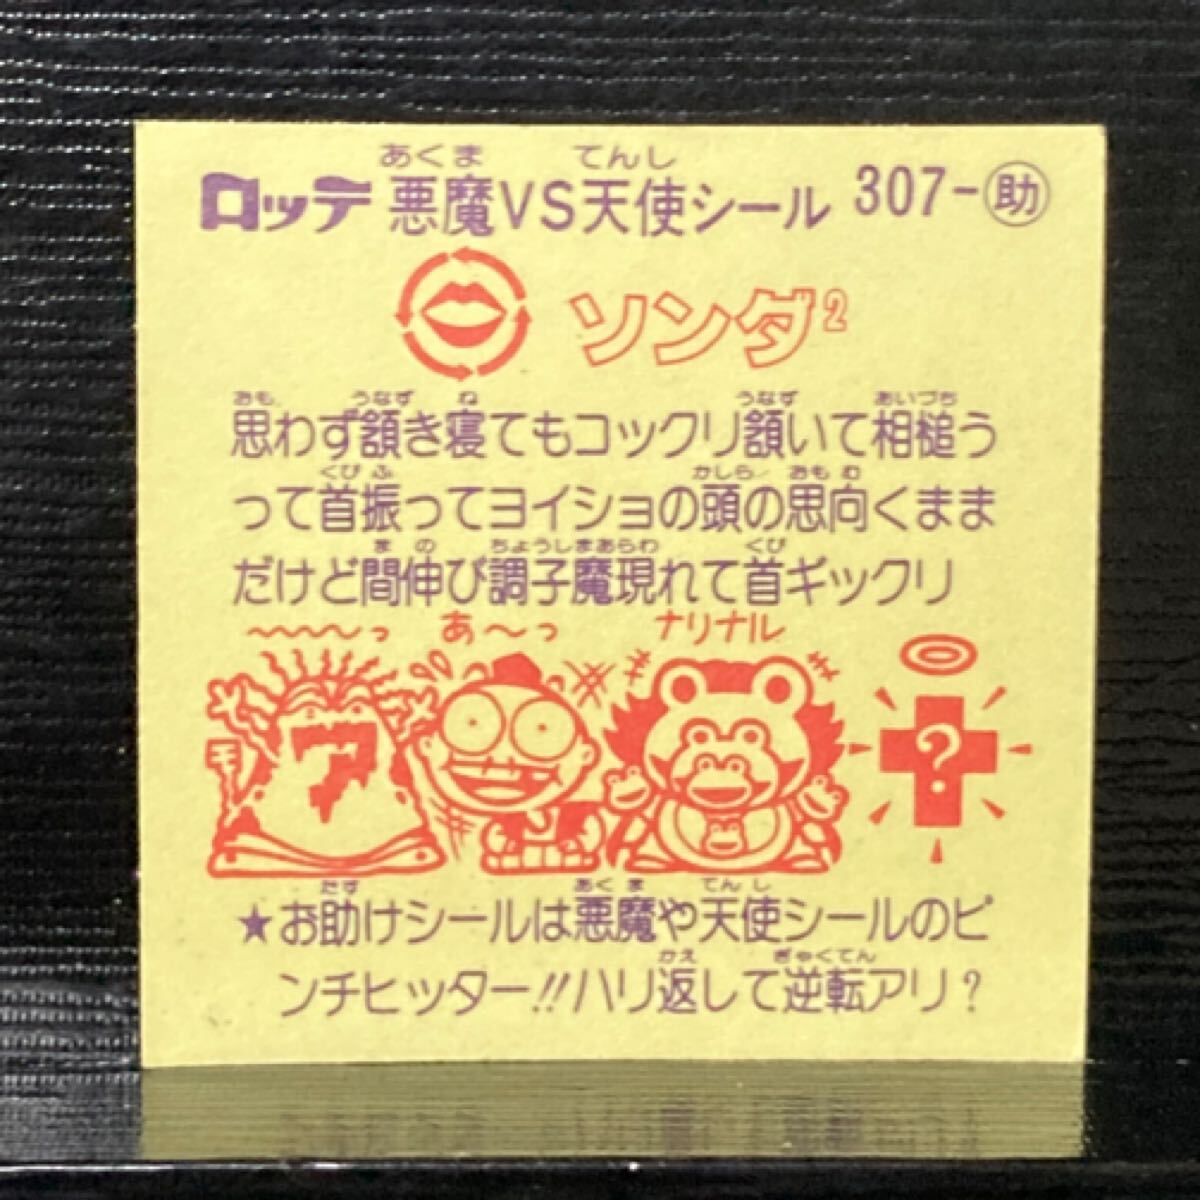 ロッテ 悪魔VS天使シール 307-助
あくま てんし
ソンダ2
おも うなず ね うなず あいづち
思わず頷き寝てもコックリ頷いて相槌う
くびふ かしら おもむ
って首振ってヨイショの頭の思向くまま
まの ちょうしまあらわ くび
だけど間伸び調子魔現れて首ギックリ
〜〜〜〜っ あ〜っ ナリナル
ア
?
たす あくま てんし
★お助けシールは悪魔や天使シールのピ
かえ ぎゃくてん
ンチヒッター!!ハリ返して逆転アリ?